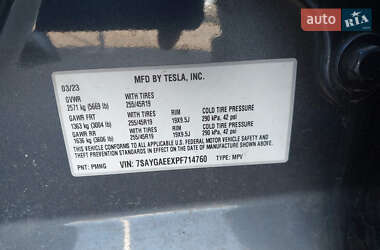 auto RIA
MFD BY TESLA, INC.
03/23
GVWR WITH TIRES
2571 kg (5669 lb) 255/45R19
GAWR FRT WITH TIRES RIM COLD TIRE PRESSURE
1363 kg (3004 lb) 255/45R19 19X9.5J 290 kPa, 42 psi
GAWR RR WITH TIRES RIM COLD TIRE PRESSURE
1636 kg (3606 lb) 255/45R19 19X9.5J 290 kPa, 42 psi
THIS VEHICLE CONFORMS TO ALL APPLICABLE U.S. FEDERAL MOTOR VEHICLE SAFETY
AND THEFT PREVENTION STANDARDS IN EFFECT ON THE DATE OF MANUFACTURE
SHOWN ABOVE.
PNT: PMNG VIN: 7SAYGAEEXPF714760 TYPE: MPV